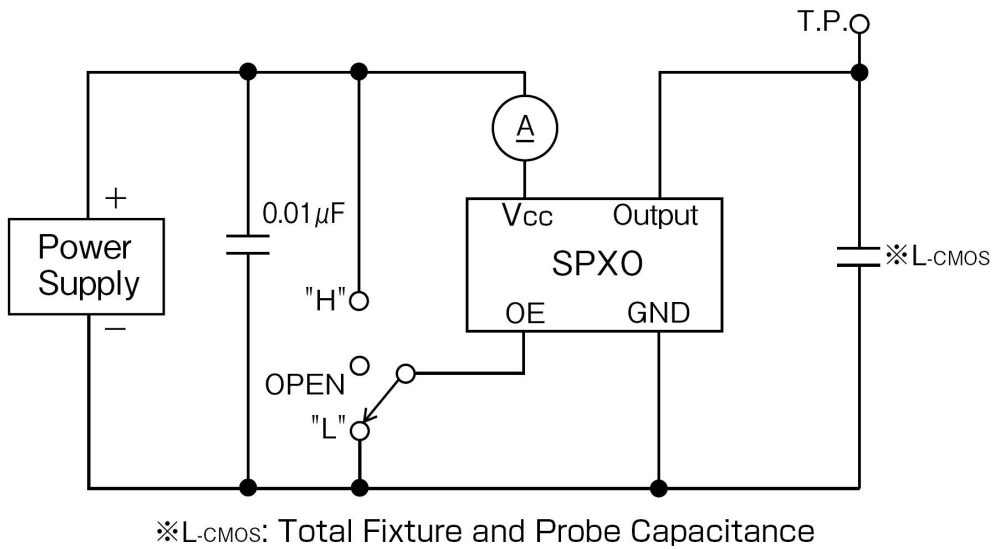 T.P.
A
+
0.01μF
Vcc Output
Power
Supply
SPXO
※L-CMOS
"H"
OE GND
−
OPEN
"L"
※L-CMOS: Total Fixture and Probe Capacitance